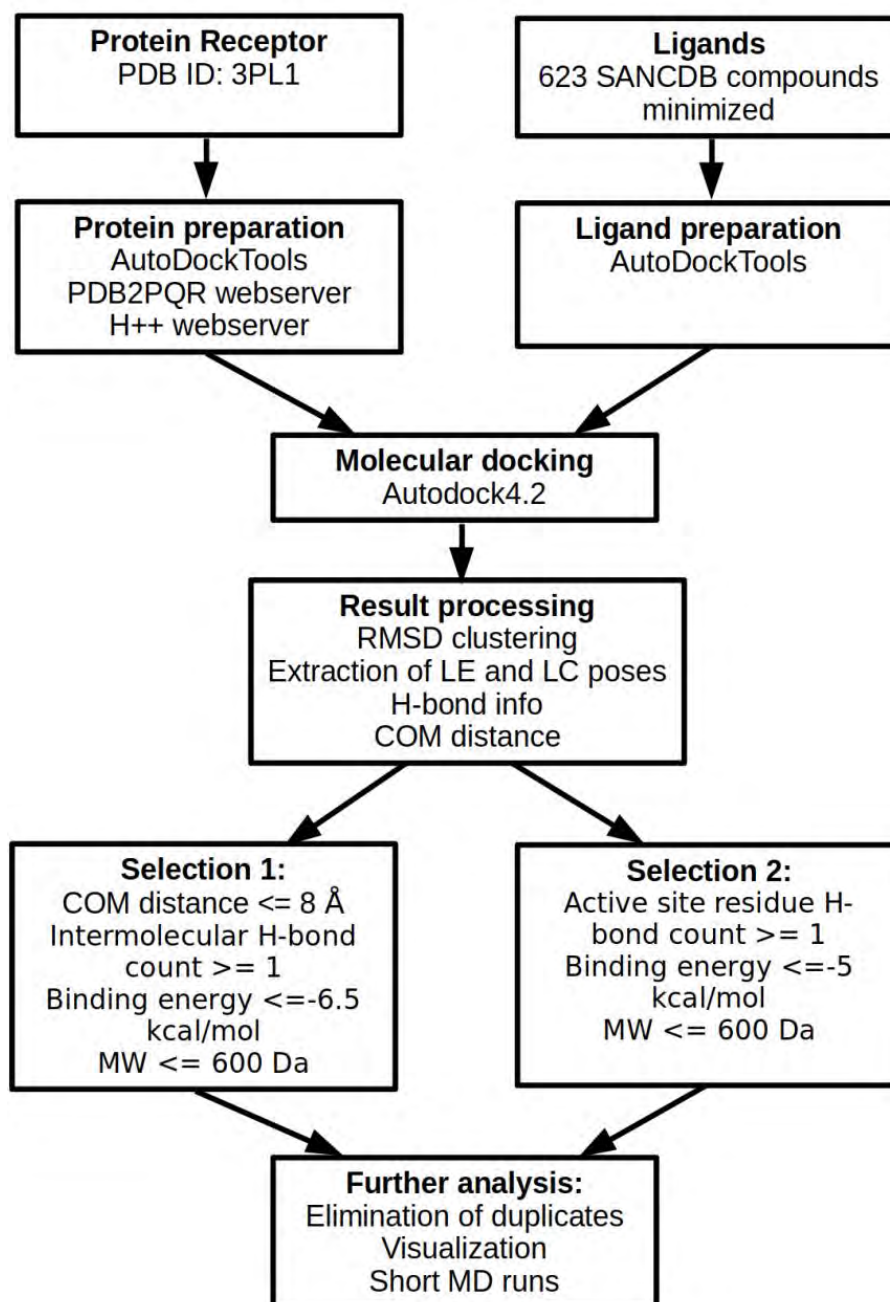 Protein Receptor
PDB ID: 3PL1
Ligands
623 SANCDB compounds
minimized
Protein preparation
AutoDockTools
PDB2PQR webserver
H++ webserver
Ligand preparation
AutoDockTools
Molecular docking
Autodock4.2
Result processing
RMSD clustering
Extraction of LE and LC poses
H-bond info
COM distance
Selection 1:
COM distance <= 8 Å
Intermolecular H-bond
count >= 1
Binding energy <=-6.5
kcal/mol
MW <= 600 Da
Selection 2:
Active site residue H-
bond count >= 1
Binding energy <=-5
kcal/mol
MW <= 600 Da
Further analysis:
Elimination of duplicates
Visualization
Short MD runs